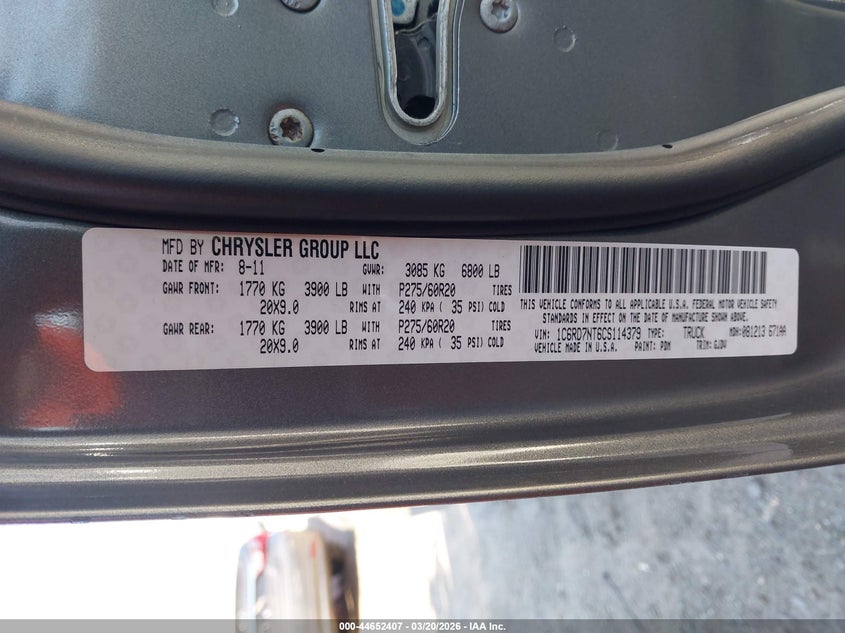 MFD BY CHRYSLER GROUP LLC
DATE OF MFR: 8-11 GVWR: 3085 KG 6800 LB
GAWR FRONT: 1770 KG 3900 LB WITH P275/60R20 TIRES
20X9.0 RIMS AT 240 KPA ( 35 PSI) COLD
GAWR REAR: 1770 KG 3900 LB WITH P275/60R20 TIRES
20X9.0 RIMS AT 240 KPA ( 35 PSI) COLD
THIS VEHICLE CONFORMS TO ALL APPLICABLE U.S.A. FEDERAL MOTOR VEHICLE SAFETY
STANDARDS IN EFFECT ON THE DATE OF MANUFACTURE SHOWN ABOVE.
VIN: 1C6RD7NT6CS114379 TYPE: TRUCK MDH: 081213 671AA
VEHICLE MADE IN U.S.A. PAINT: PDM TRIM: GJDV
000-44652407 - 03/20/2026 - IAA Inc.